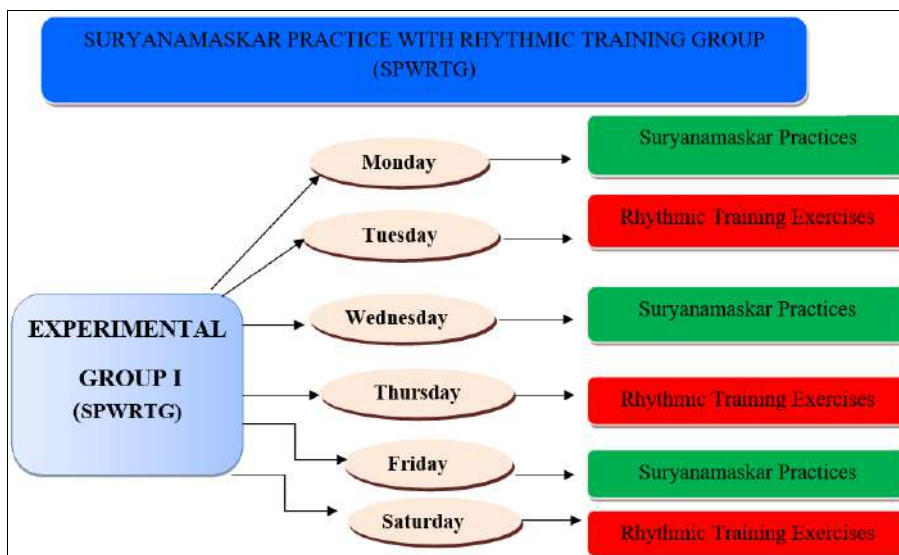 SURYANAMASKAR PRACTICE WITH RHYTHMIC TRAINING GROUP
(SPWRTG)
Monday
Suryanamaskar Practices
Tuesday
Rhythmic Training Exercises
EXPERIMENTAL
GROUP I
(SPWRTG)
Wednesday
Suryanamaskar Practices
Thursday
Rhythmic Training Exercises
Friday
Suryanamaskar Practices
Saturday
Rhythmic Training Exercises